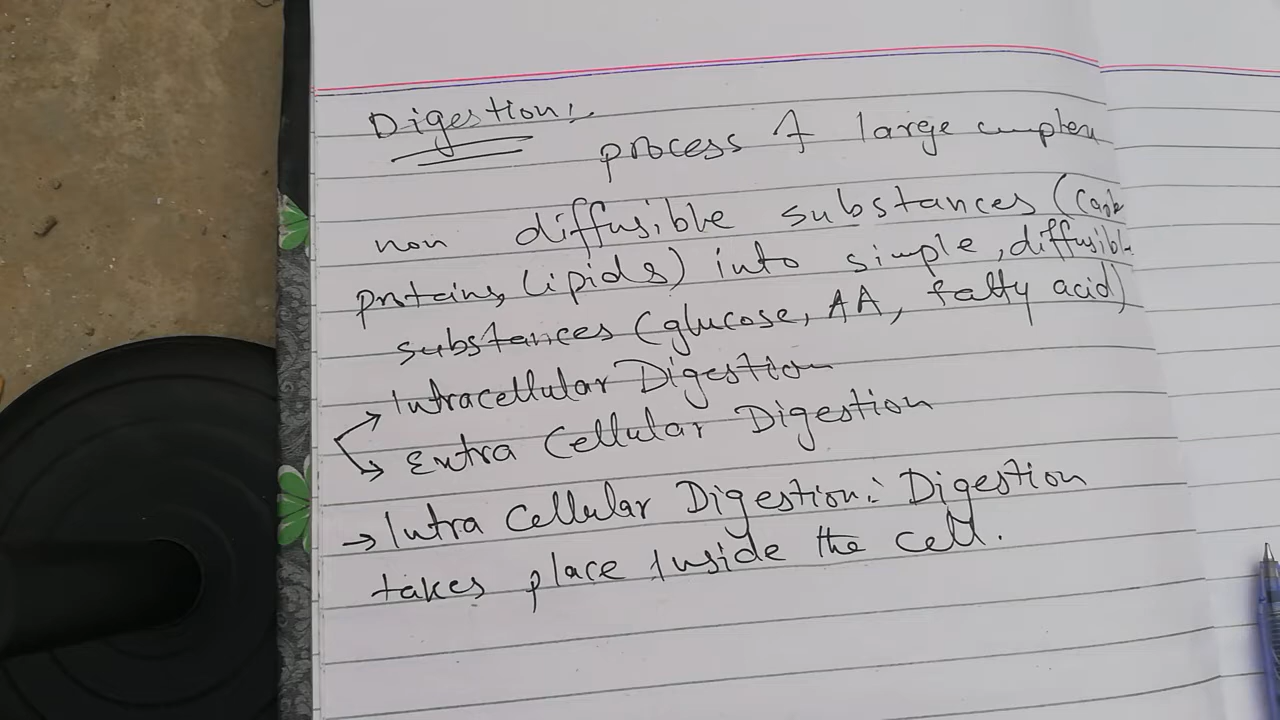 Digestion:-
process of large complex
non diffusible substances (Carb
proteins, lipids) into simple, diffusible
substances (glucose, AA, fatty acid)
→ Intracellular Digestion
→ Extra Cellular Digestion
→ Intra Cellular Digestion:- Digestion
takes place Inside the cell.